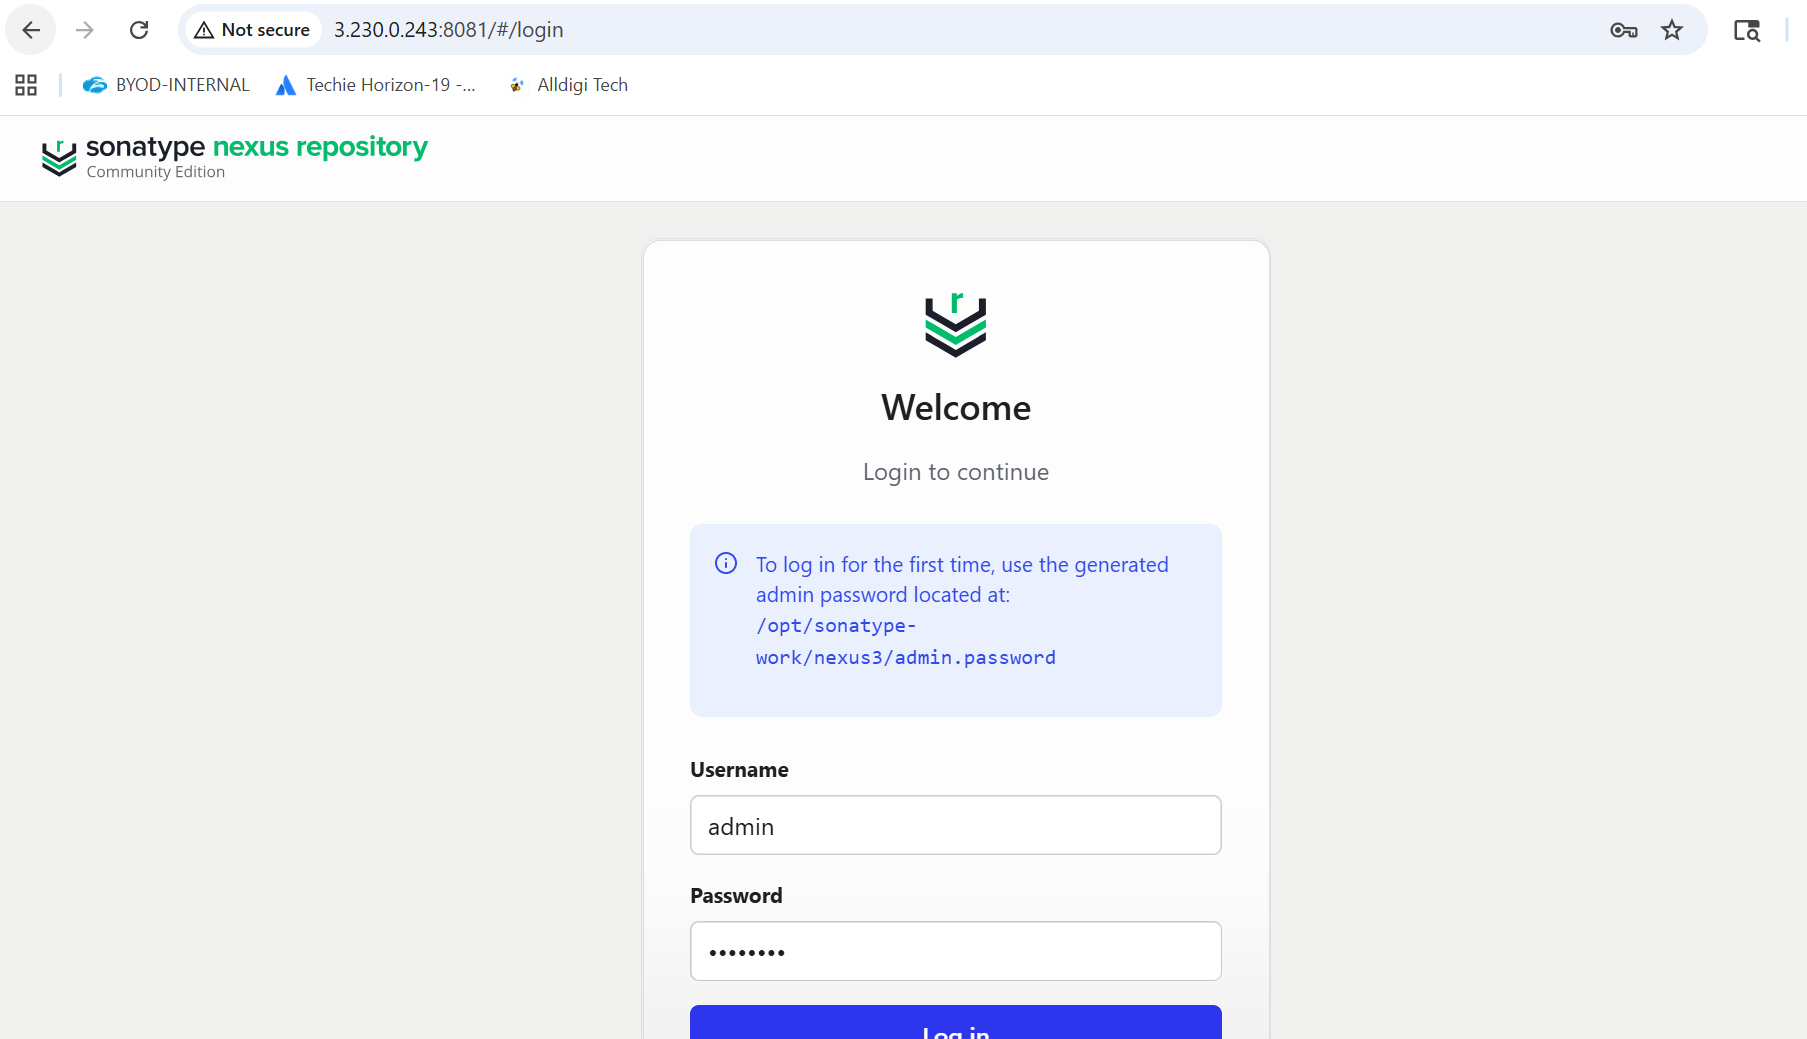 Not secure 3.230.0.243:8081/#/login
BYOD-INTERNAL Techie Horizon-19 -... Alldigi Tech
r sonatype nexus repository
Community Edition
r
Welcome
Login to continue
To log in for the first time, use the generated
admin password located at:
/opt/sonatype-
work/nexus3/admin.password
Username
admin
Password
••••••••
Log in